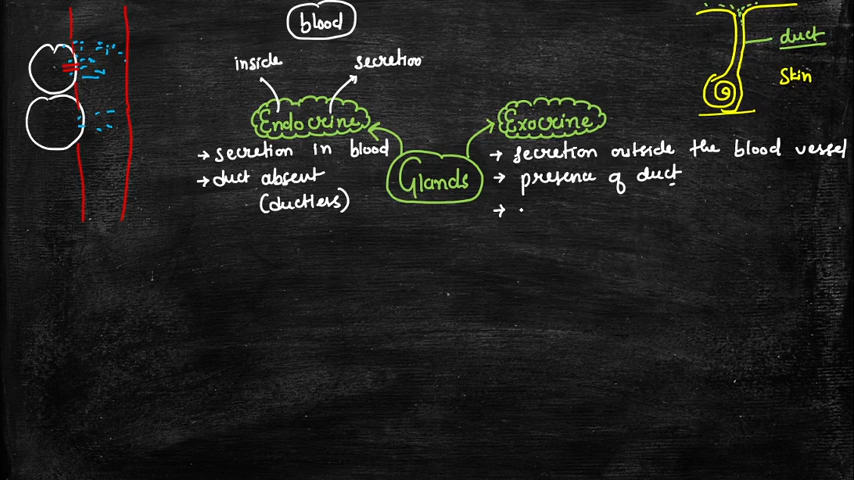 blood
inside
secretion
duct
Skin
Endocrine
Exocrine
→ secretion in blood
→ duct absent
(ductless)
Glands
→ secretion outside the blood vessel
→ presence of duct
→ .